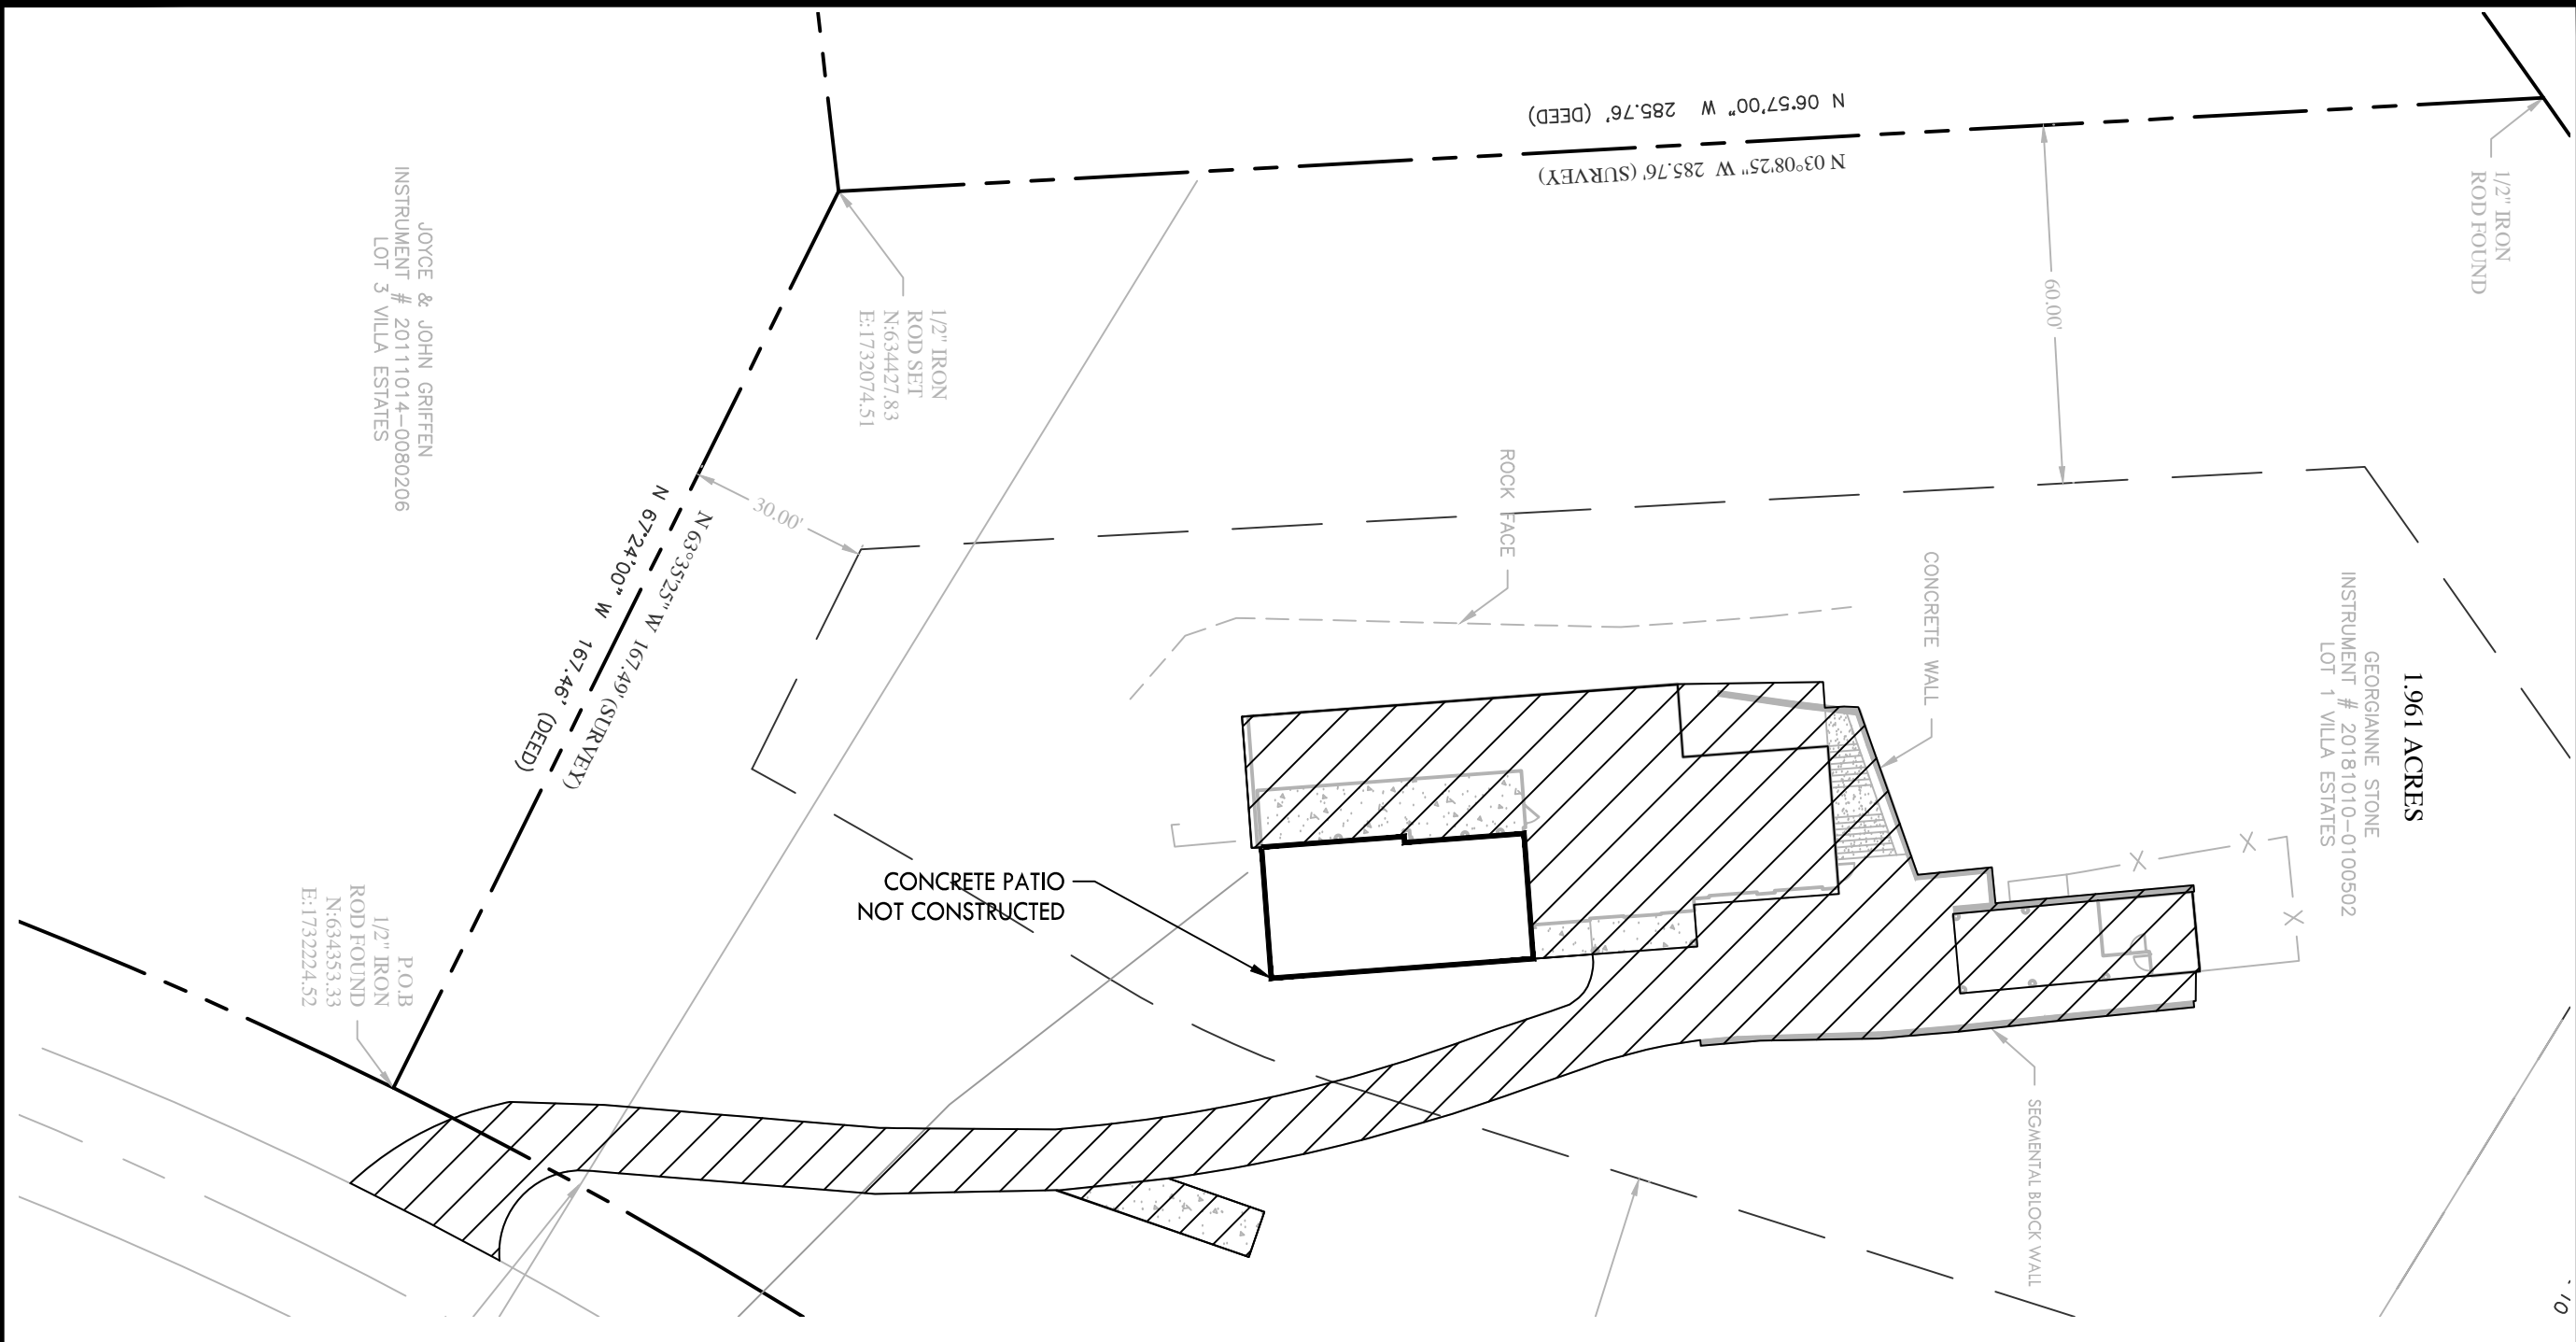 N 06°57'00" W 285.76' (DEED)
N 03°08'25" W 285.76' (SURVEY)
1/2" IRON
ROD FOUND
60.00'
JOYCE & JOHN GRIFFEN
INSTRUMENT # 20111014-0080206
LOT 3 VILLA ESTATES
1/2" IRON
ROD SET
N:634427.83
E:1732074.51
30.00'
N 63°35'25" W 167.49' (SURVEY)
N 67°24'00" W 167.46' (DEED)
ROCK FACE
CONCRETE WALL
1.961 ACRES
GEORGIANNE STONE
INSTRUMENT # 20181010-0100502
LOT 1 VILLA ESTATES
X
X
X
CONCRETE PATIO
NOT CONSTRUCTED
P.O.B
1/2" IRON
ROD FOUND
N:634353.33
E:1732224.52
SEGMENTAL BLOCK WALL